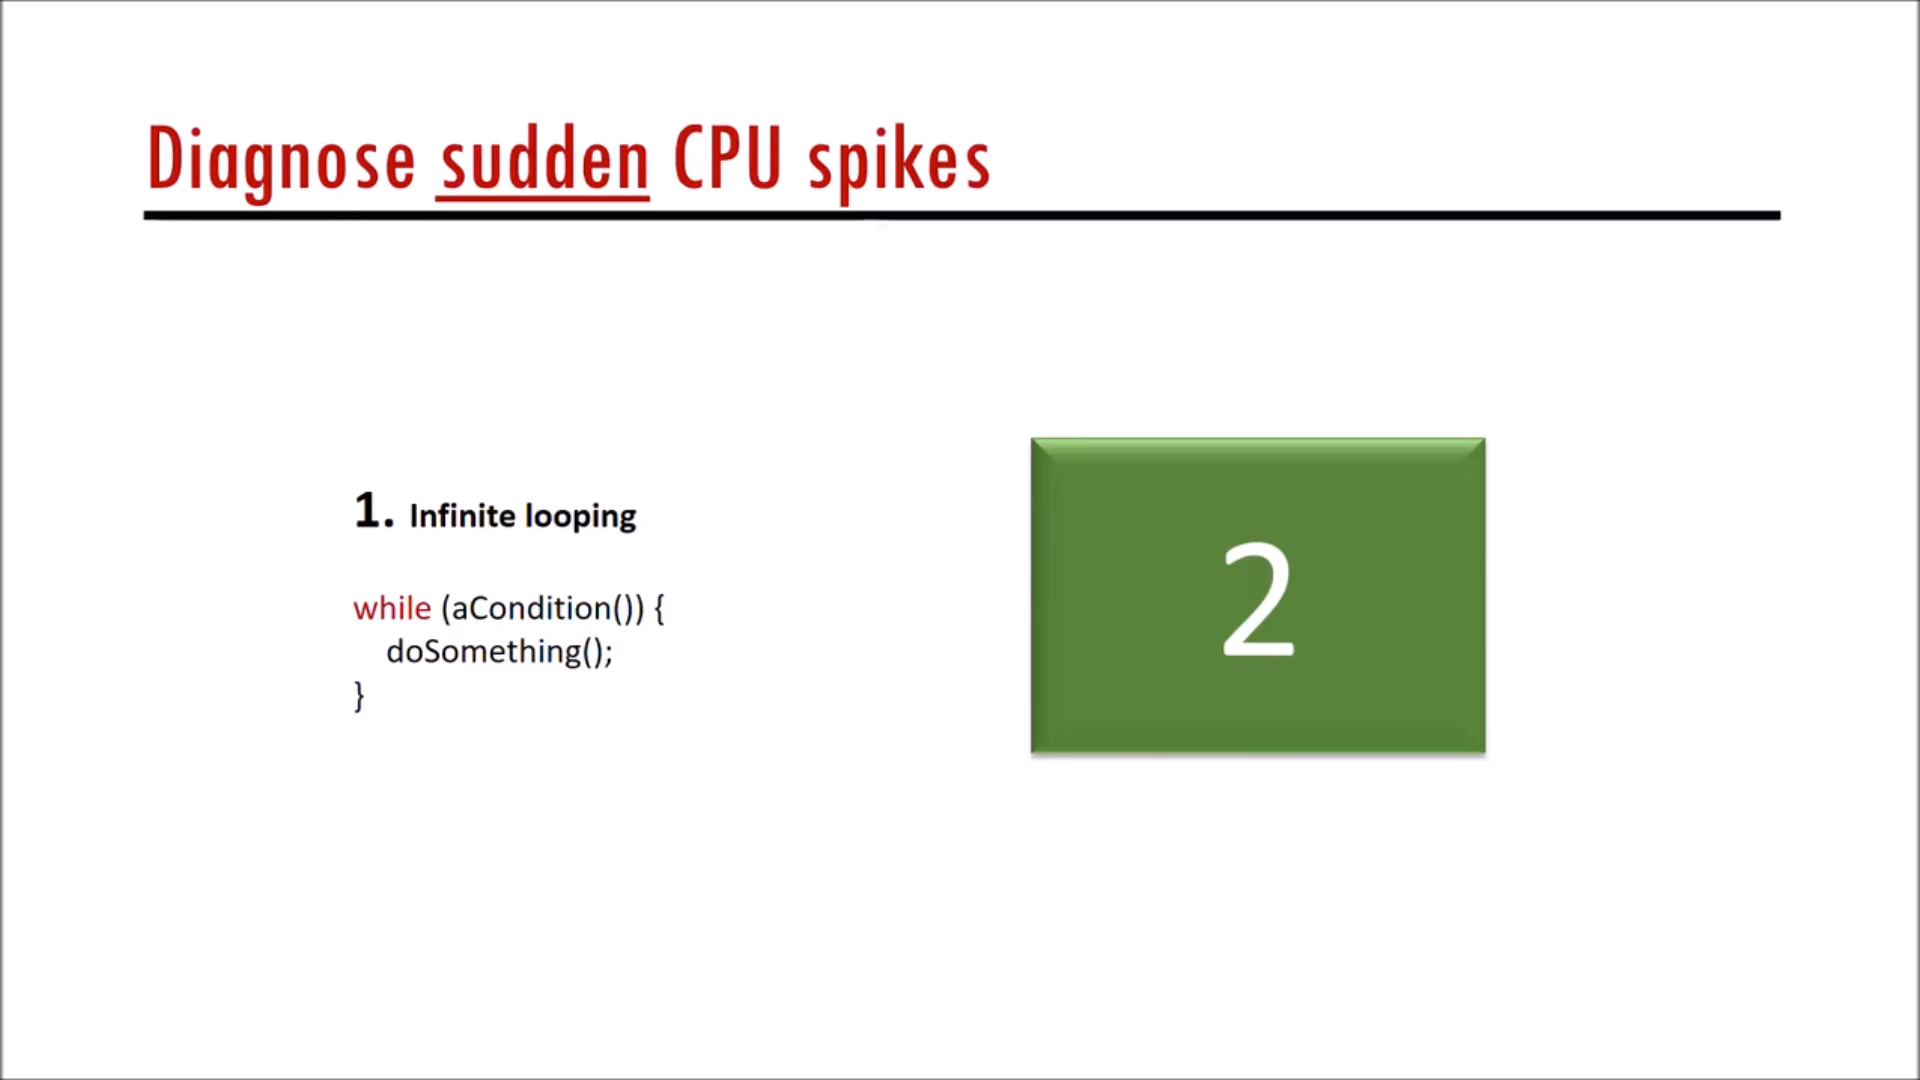 Diagnose sudden CPU spikes
1. Infinite looping
while (aCondition()) {
doSomething();
}
2